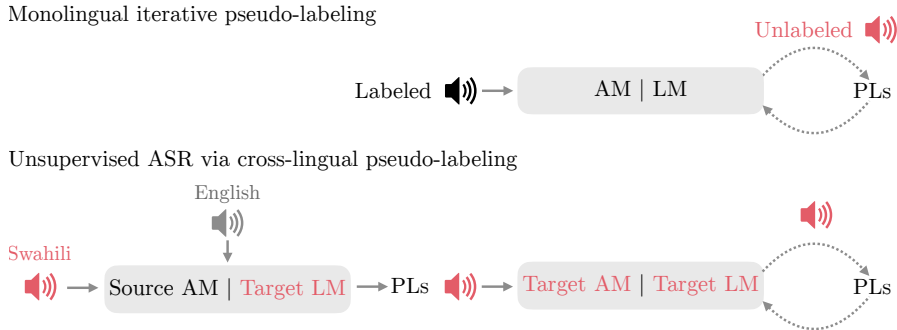 Monolingual iterative pseudo-labeling
Unlabeled
Labeled
AM | LM
PLs
Unsupervised ASR via cross-lingual pseudo-labeling
English
Swahili
Source AM | Target LM
PLs
Target AM | Target LM
PLs